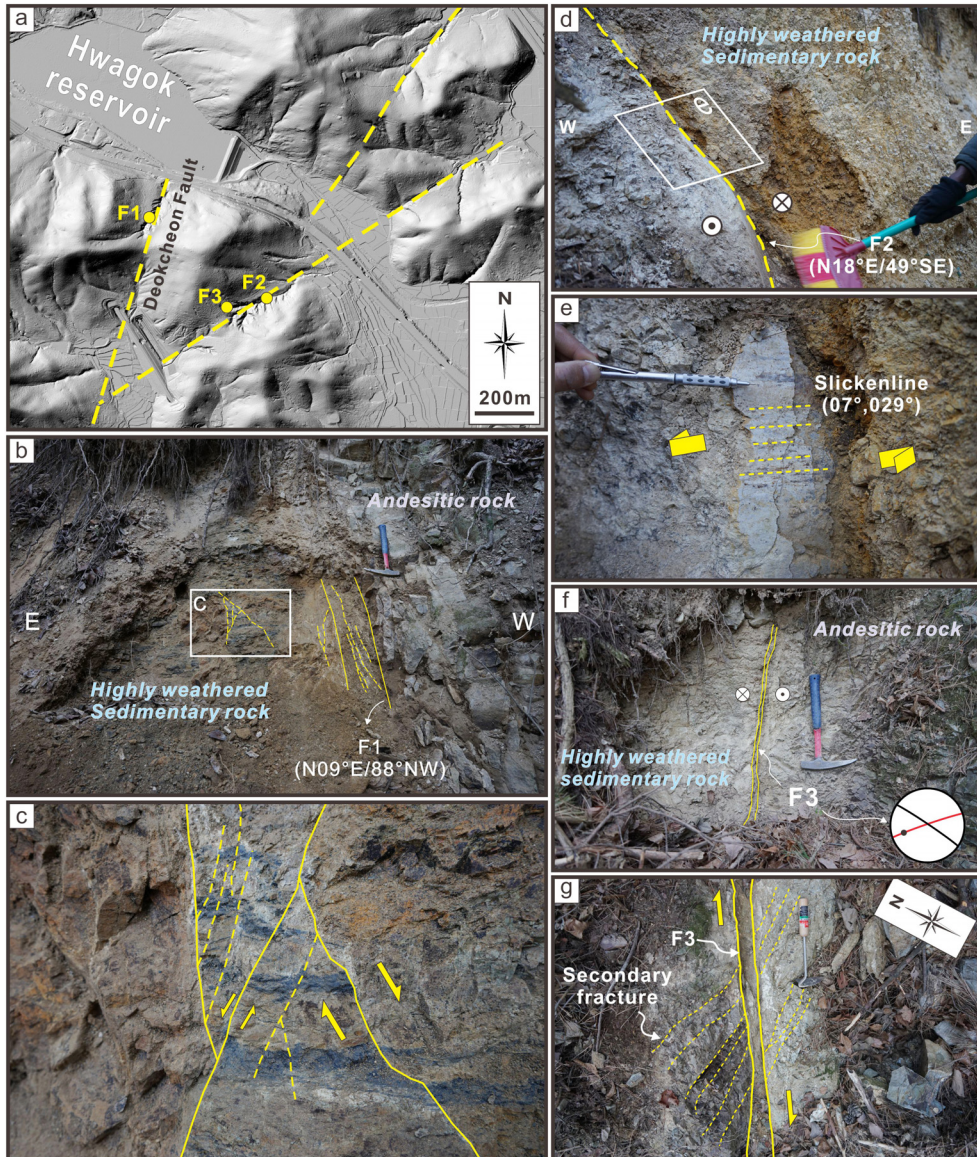 a
Hwagok
reservoir
F1
Deokcheon Fault
F3
F2
N
200m
b
Andesitic rock
E
C
W
Highly weathered
Sedimentary rock
F1
(N09°E/88°NW)
c
d
Highly weathered
Sedimentary rock
W
E
F2
(N18°E/49°SE)
e
Slickenline
(07°,029°)
f
Andesitic rock
Highly weathered
sedimentary rock
F3
g
N
F3
Secondary
fracture